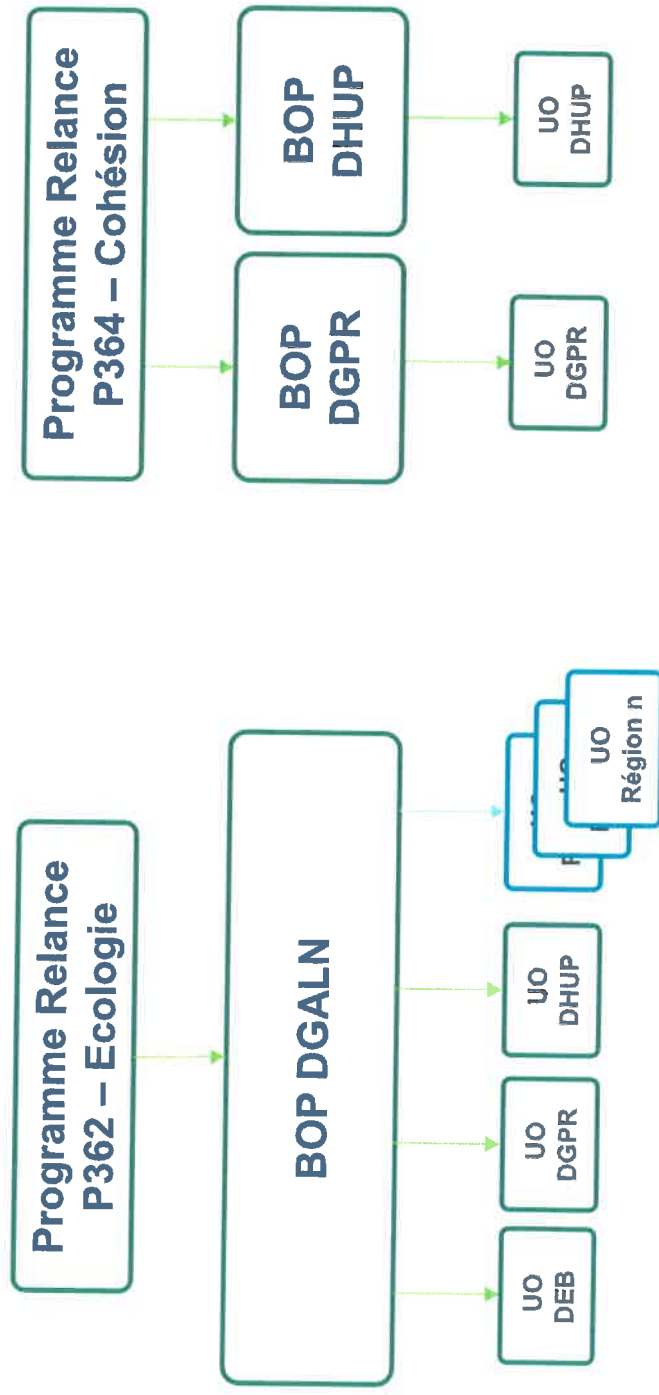 Programme Relance
P362 – Ecologie
BOP DGALN
UO
DEB
UO
DGPR
UO
DHUP
UO
Région n
Programme Relance
P364 – Cohésion
BOP
DGPR
BOP
DHUP
UO
DGPR
UO
DHUP